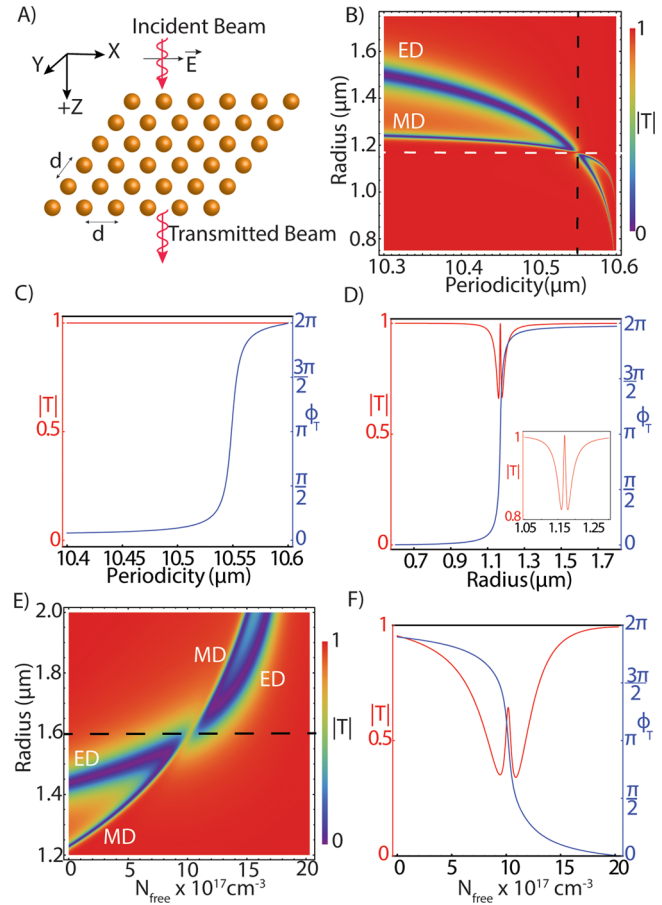 A)
Incident Beam
E
X
Y
+Z
d
d
Transmitted Beam
B)
Radius (μm)
1.6
1.4
1.2
1.0
0.8
ED
MD
10.3
10.4
10.5
10.6
Periodicity(μm)
1
|T|
0
C)
|T|
1
0.5
0
2π
3π/2
π
π/2
0
ϕT
10.4
10.45
10.5
10.55
10.6
Periodicity(μm)
D)
|T|
1
0.5
0
2π
3π/2
π
π/2
0
ϕT
1
|T|
0.8
1.05
1.15
1.25
0.7
0.9
1.1
1.3
1.5
1.7
Radius(μm)
E)
Radius (μm)
2.0
1.8
1.6
1.4
1.2
MD
ED
ED
MD
0
5
10
15
20
Nfree x 10¹⁷cm⁻³
1
|T|
0
F)
|T|
1
0.5
0
2π
3π/2
π
π/2
0
ϕT
0
5
10
15
20
Nfree x 10¹⁷cm⁻³